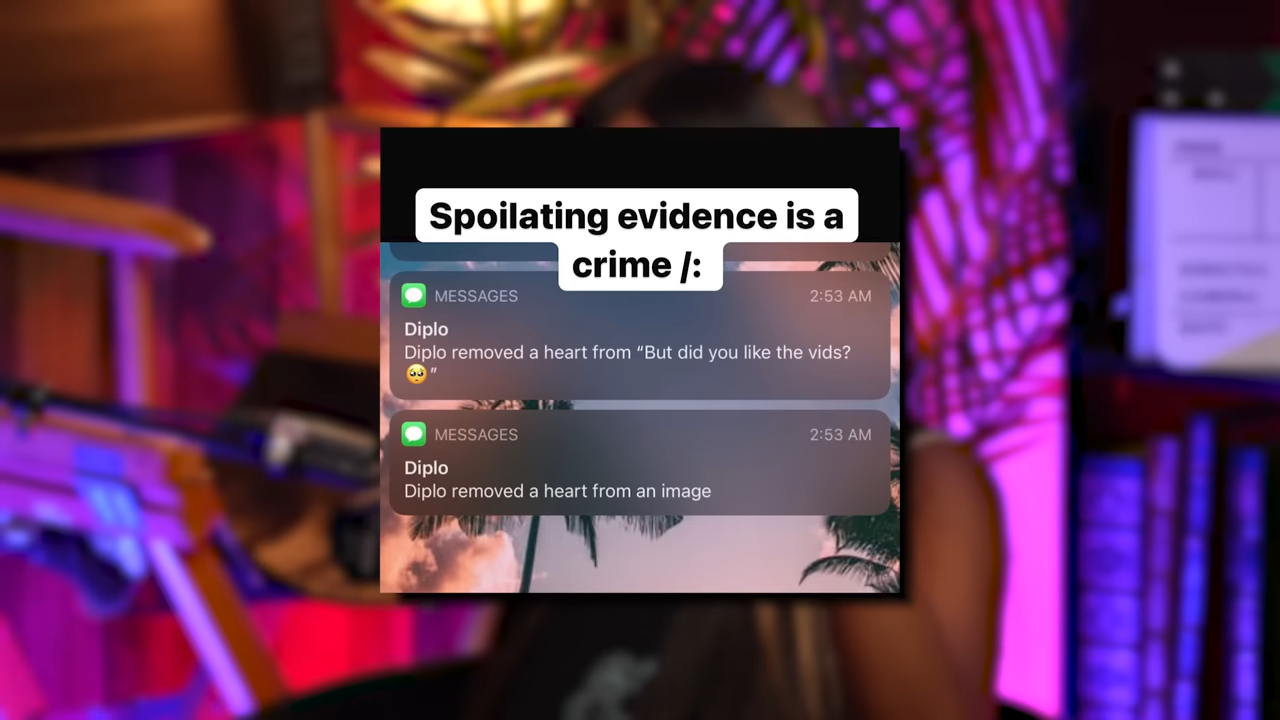 Spoilating evidence is a
crime /:
MESSAGES 2:53 AM
Diplo
Diplo removed a heart from “But did you like the vids?
🥺”
MESSAGES 2:53 AM
Diplo
Diplo removed a heart from an image